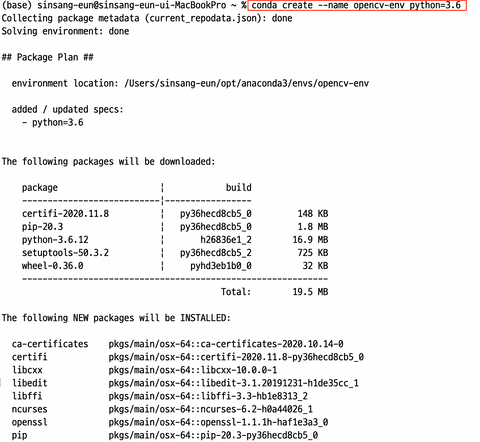 (base) sinsang-eun@sinsang-eun-ui-MacBookPro ~ % conda create --name opencv-env python=3.6
Collecting package metadata (current_repodata.json): done
Solving environment: done
## Package Plan ##
environment location: /Users/sinsang-eun/opt/anaconda3/envs/opencv-env
added / updated specs:
- python=3.6
The following packages will be downloaded:
package | build
---------------------------|-----------------
certifi-2020.11.8 | py36hecd8cb5_0 148 KB
pip-20.3 | py36hecd8cb5_0 1.8 MB
python-3.6.12 | h26836e1_2 16.9 MB
setuptools-50.3.2 | py36hecd8cb5_2 725 KB
wheel-0.36.0 | pyhd3eb1b0_0 32 KB
------------------------------------------------------------
Total: 19.5 MB
The following NEW packages will be INSTALLED:
ca-certificates pkgs/main/osx-64::ca-certificates-2020.10.14-0
certifi pkgs/main/osx-64::certifi-2020.11.8-py36hecd8cb5_0
libcxx pkgs/main/osx-64::libcxx-10.0.0-1
libedit pkgs/main/osx-64::libedit-3.1.20191231-h1de35cc_1
libffi pkgs/main/osx-64::libffi-3.3-hb1e8313_2
ncurses pkgs/main/osx-64::ncurses-6.2-h0a44026_1
openssl pkgs/main/osx-64::openssl-1.1.1h-haf1e3a3_0
pip pkgs/main/osx-64::pip-20.3-py36hecd8cb5_0